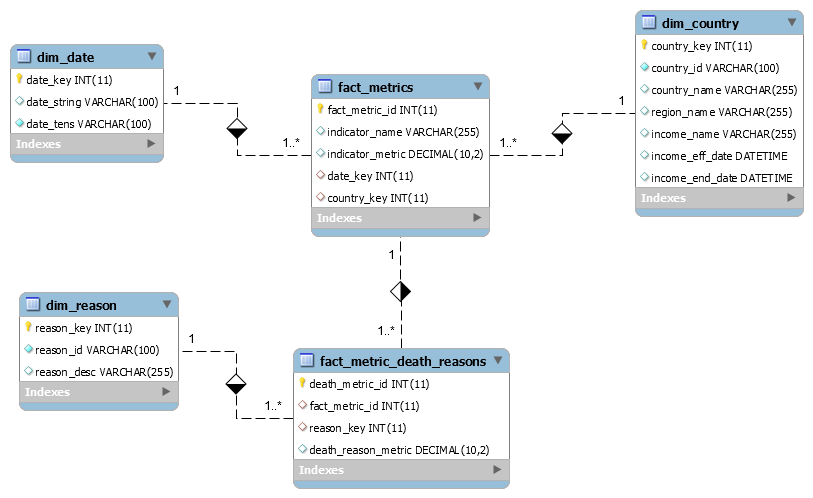 dim_date
date_key INT(11)
date_string VARCHAR(100)
date_tens VARCHAR(100)
Indexes
1
1..*
fact_metrics
fact_metric_id INT(11)
indicator_name VARCHAR(255)
indicator_metric DECIMAL(10,2)
date_key INT(11)
country_key INT(11)
Indexes
1..*
1
dim_country
country_key INT(11)
country_id VARCHAR(100)
country_name VARCHAR(255)
region_name VARCHAR(255)
income_name VARCHAR(255)
income_eff_date DATETIME
income_end_date DATETIME
Indexes
1
1..*
dim_reason
reason_key INT(11)
reason_id VARCHAR(100)
reason_desc VARCHAR(255)
Indexes
1
1..*
fact_metric_death_reasons
death_metric_id INT(11)
fact_metric_id INT(11)
reason_key INT(11)
death_reason_metric DECIMAL(10,2)
Indexes